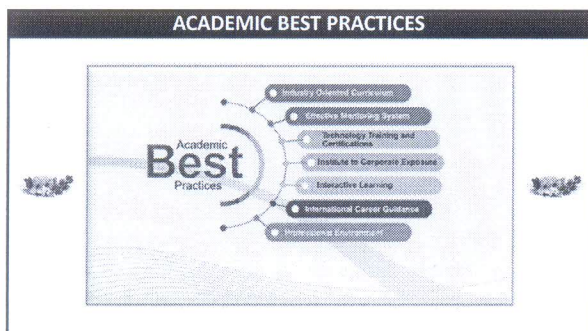 ACADEMIC BEST PRACTICES
Academic
Best
Practices
Industry Oriented Curriculum
Effective Mentoring System
Technology Training and
Certifications
Institute to Corporate Exposure
Interactive Learning
International Career Guidance
Professional Environment